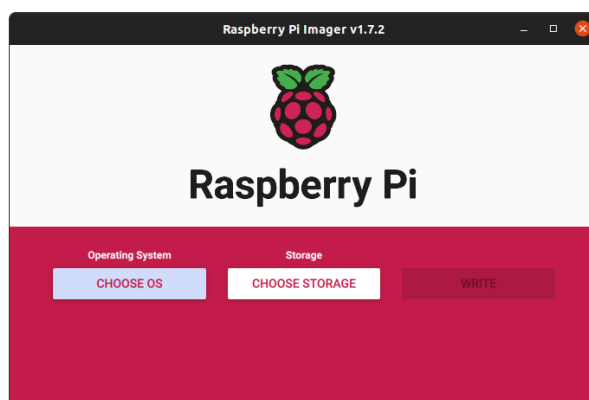 Raspberry Pi Imager v1.7.2
Raspberry Pi
Operating System
Storage
CHOOSE OS
CHOOSE STORAGE
WRITE